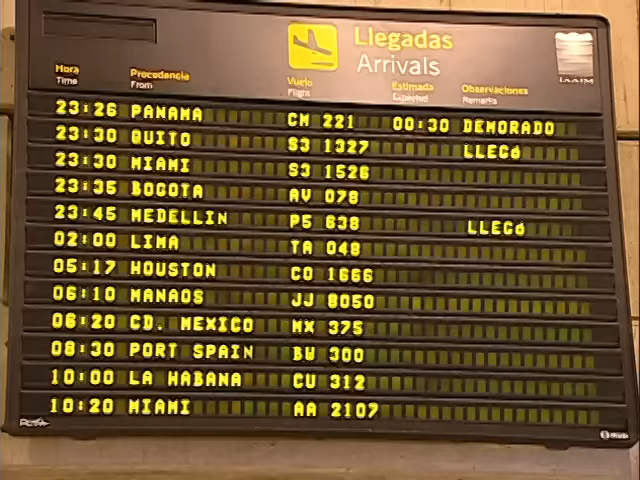 Llegadas
Arrivals
Hora Procedencia Vuelo Estimada Observaciones
Time From Flight Expected Remarks
23:26 PANAMA CM 221 00:30 DEMORADO
23:30 QUITO S3 1327 LLEGó
23:30 MIAMI S3 1526
23:35 BOGOTA AV 078
23:45 MEDELLIN P5 638 LLEGó
02:00 LIMA TA 048
05:17 HOUSTON CO 1666
06:10 MANAOS JJ 8050
06:20 CD. MEXICO MX 375
08:30 PORT SPAIN BW 300
10:00 LA HABANA CU 312
10:20 MIAMI AA 2107